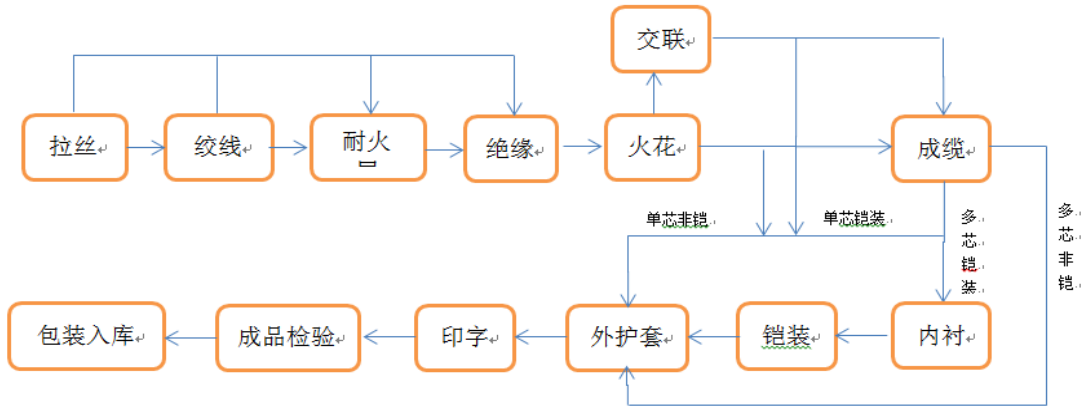 交联
拉丝
绞线
耐火
绝缘
火花
成缆
单芯非铠
单芯铠装
多
芯
铠
装
多
芯
非
铠
包装入库
成品检验
印字
外护套
铠装
内衬